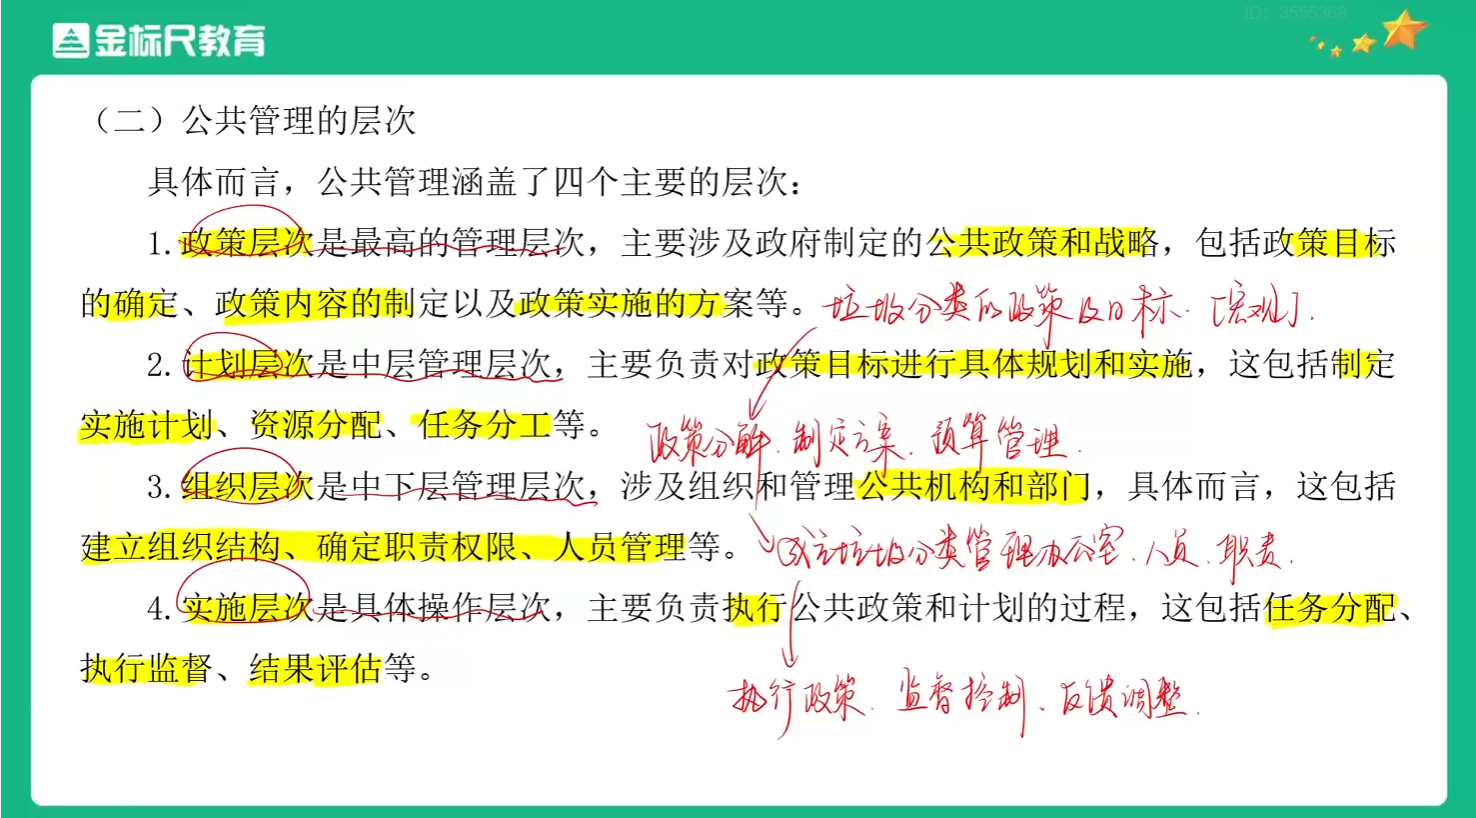 ID: 3555369
金标尺教育
（二）公共管理的层次
具体而言，公共管理涵盖了四个主要的层次：
1.政策层次是最高的管理层次，主要涉及政府制定的公共政策和战略，包括政策目标
的确定、政策内容的制定以及政策实施的方案等。
垃圾分类的政策及目标.［宏观］.
2.计划层次是中层管理层次，主要负责对政策目标进行具体规划和实施，这包括制定
实施计划、资源分配、任务分工等。
政策分解.制定方案.预算管理.
3.组织层次是中下层管理层次，涉及组织和管理公共机构和部门，具体而言，这包括
建立组织结构、确定职责权限、人员管理等。
成立垃圾分类管理办公室.人员.职责.
4.实施层次是具体操作层次，主要负责执行公共政策和计划的过程，这包括任务分配、
执行监督、结果评估等。
执行政策.监督控制、反馈调整.